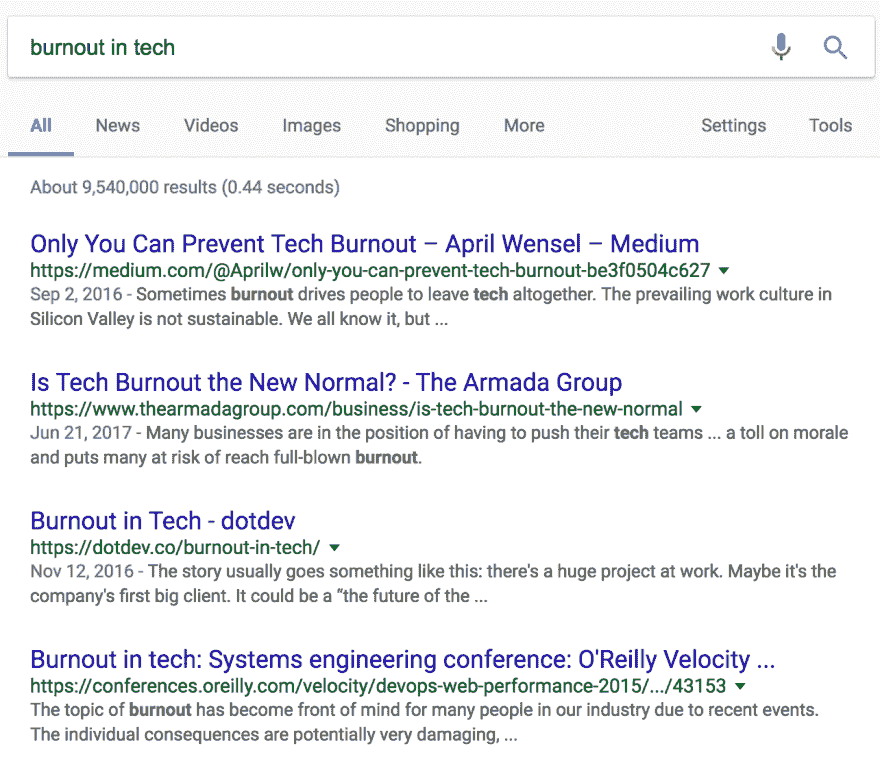 burnout in tech
All News Videos Images Shopping More Settings Tools
About 9,540,000 results (0.44 seconds)
Only You Can Prevent Tech Burnout – April Wensel – Medium
https://medium.com/@Aprilw/only-you-can-prevent-tech-burnout-be3f0504c627
Sep 2, 2016 - Sometimes burnout drives people to leave tech altogether. The prevailing work culture in
Silicon Valley is not sustainable. We all know it, but ...
Is Tech Burnout the New Normal? - The Armada Group
https://www.thearmadagroup.com/business/is-tech-burnout-the-new-normal
Jun 21, 2017 - Many businesses are in the position of having to push their tech teams ... a toll on morale
and puts many at risk of reach full-blown burnout.
Burnout in Tech - dotdev
https://dotdev.co/burnout-in-tech/
Nov 12, 2016 - The story usually goes something like this: there's a huge project at work. Maybe it's the
company's first big client. It could be a “the future of the ...
Burnout in tech: Systems engineering conference: O'Reilly Velocity ...
https://conferences.oreilly.com/velocity/devops-web-performance-2015/.../43153
The topic of burnout has become front of mind for many people in our industry due to recent events.
The individual consequences are potentially very damaging, ...